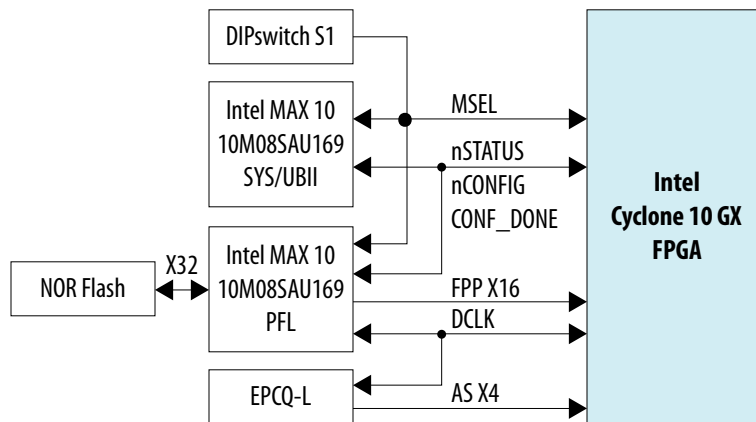 DIPswitch S1
Intel MAX 10
10M08SAU169
SYS/UBII
MSEL
nSTATUS
nCONFIG
CONF_DONE
Intel
Cyclone 10 GX
FPGA
NOR Flash
X32
Intel MAX 10
10M08SAU169
PFL
FPP X16
DCLK
EPCQ-L
AS X4